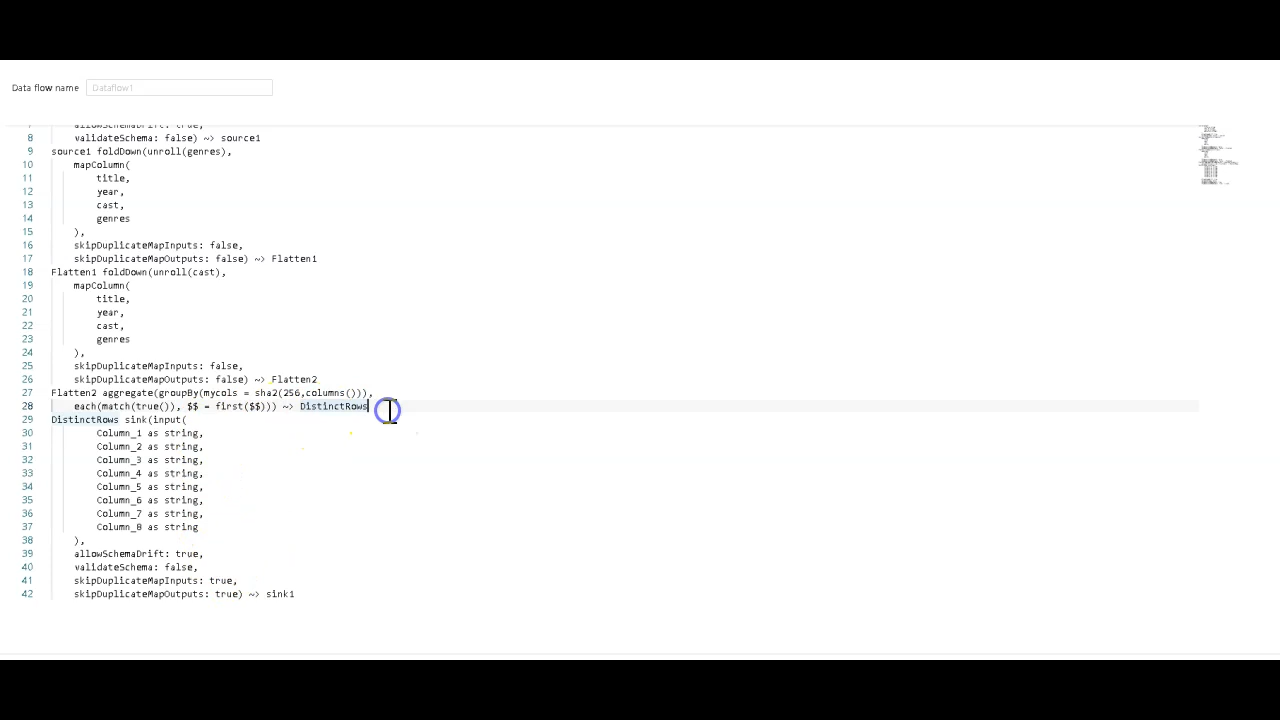 Data flow name Dataflow1
7 allowSchemaDrift: true,
8 validateSchema: false) ~> source1
9 source1 foldDown(unroll(genres),
10 mapColumn(
11 title,
12 year,
13 cast,
14 genres
15 ),
16 skipDuplicateMapInputs: false,
17 skipDuplicateMapOutputs: false) ~> Flatten1
18 Flatten1 foldDown(unroll(cast),
19 mapColumn(
20 title,
21 year,
22 cast,
23 genres
24 ),
25 skipDuplicateMapInputs: false,
26 skipDuplicateMapOutputs: false) ~> Flatten2
27 Flatten2 aggregate(groupBy(mycols = sha2(256,columns())),
28 each(match(true()), $$ = first($$))) ~> DistinctRows
29 DistinctRows sink(input(
30 Column_1 as string,
31 Column_2 as string,
32 Column_3 as string,
33 Column_4 as string,
34 Column_5 as string,
35 Column_6 as string,
36 Column_7 as string,
37 Column_8 as string
38 ),
39 allowSchemaDrift: true,
40 validateSchema: false,
41 skipDuplicateMapInputs: true,
42 skipDuplicateMapOutputs: true) ~> sink1